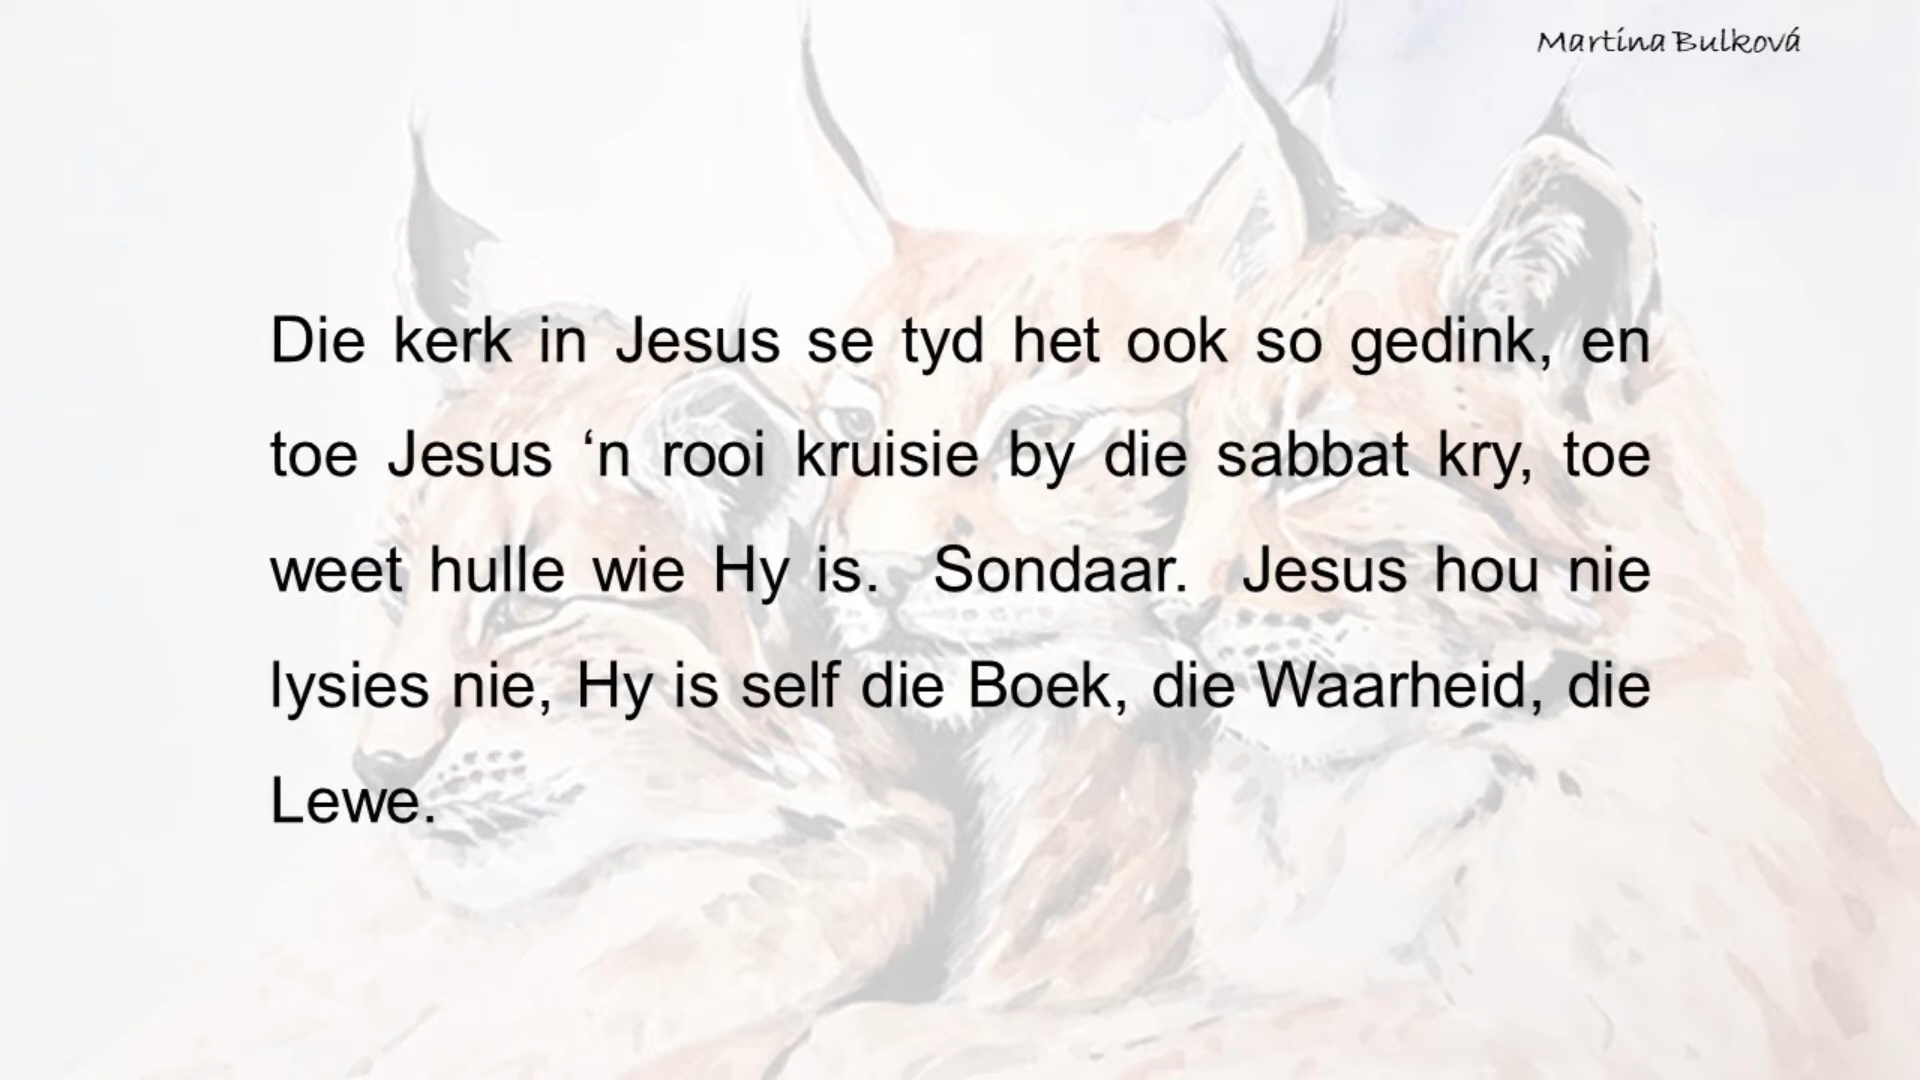 Martina Bulková
Die kerk in Jesus se tyd het ook so gedink, en
toe Jesus ‘n rooi kruisie by die sabbat kry, toe
weet hulle wie Hy is.  Sondaar.  Jesus hou nie
lysies nie, Hy is self die Boek, die Waarheid, die
Lewe.